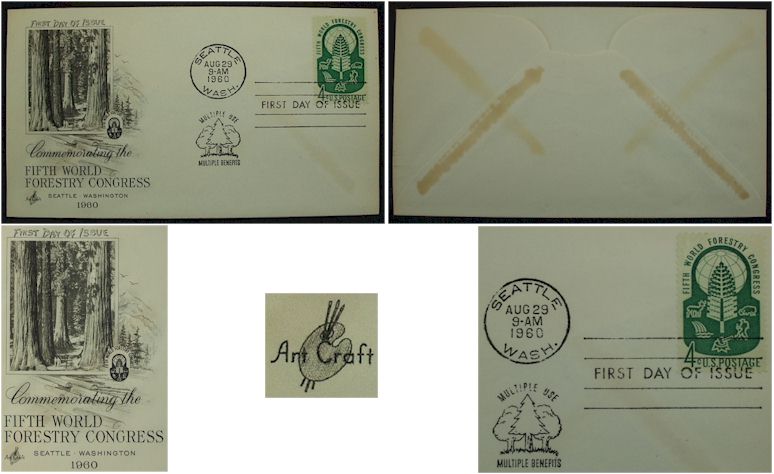 FIRST DAY OF ISSUE
Commemorating the
FIFTH WORLD
FORESTRY CONGRESS
SEATTLE · WASHINGTON
1960
SEATTLE
AUG 29
9-AM
1960
WASH.
FIFTH WORLD FORESTRY CONGRESS
4¢ U.S. POSTAGE
FIRST DAY OF ISSUE
MULTIPLE USE
MULTIPLE BENEFITS
FIRST DAY OF ISSUE
Commemorating the
FIFTH WORLD
FORESTRY CONGRESS
SEATTLE · WASHINGTON
1960
Art Craft
SEATTLE
AUG 29
9-AM
1960
WASH.
FIFTH WORLD FORESTRY CONGRESS
4¢ U.S. POSTAGE
FIRST DAY OF ISSUE
MULTIPLE USE
MULTIPLE BENEFITS